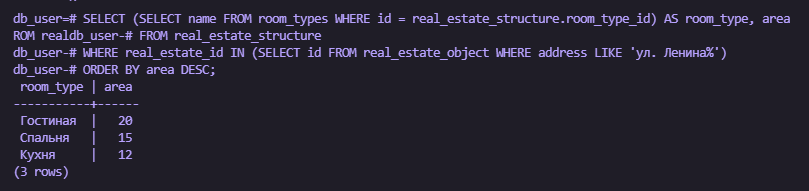 db_user=# SELECT (SELECT name FROM room_types WHERE id = real_estate_structure.room_type_id) AS room_type, area
ROM realdb_user-# FROM real_estate_structure
db_user-# WHERE real_estate_id IN (SELECT id FROM real_estate_object WHERE address LIKE 'ул. Ленина%')
db_user-# ORDER BY area DESC;
 room_type | area
-----------+------
 Гостиная  |   20
 Спальня   |   15
 Кухня     |   12
(3 rows)